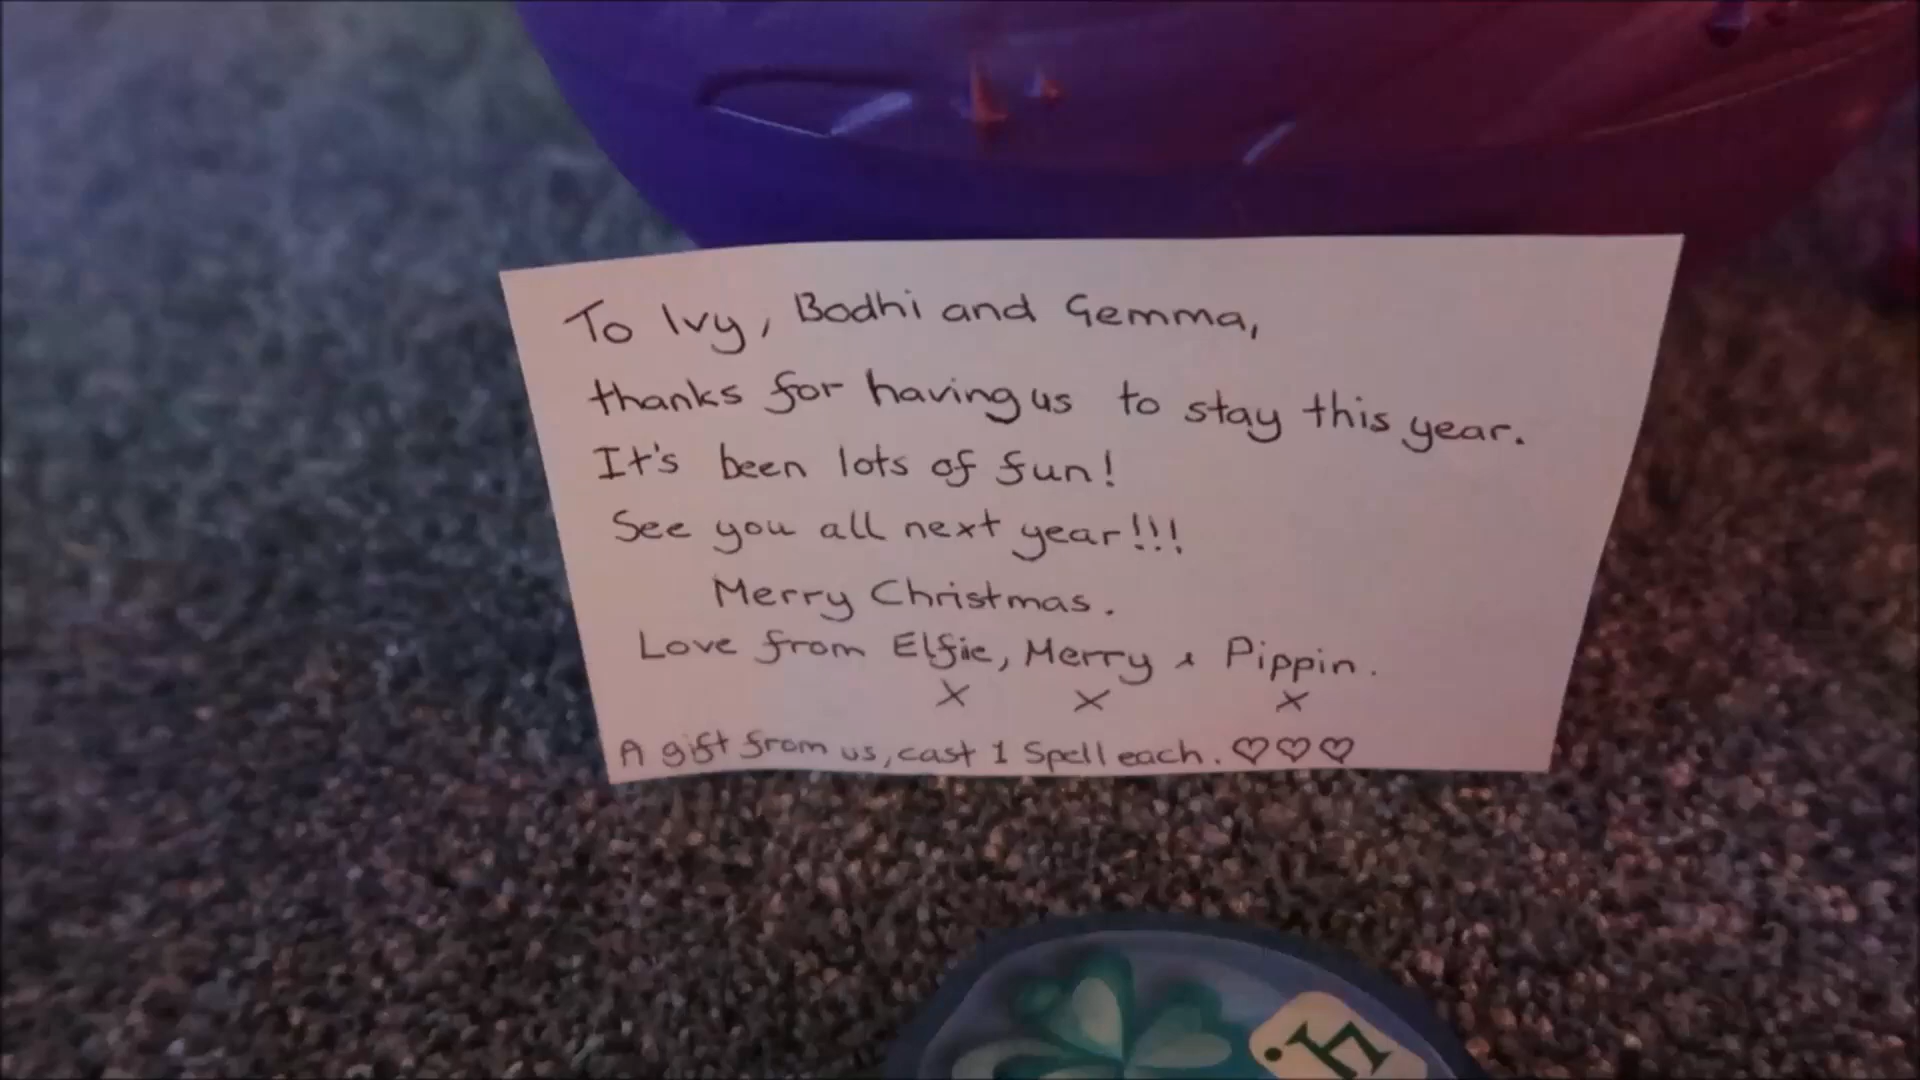 To Ivy, Bodhi and Gemma,
thanks for having us to stay this year.
It's been lots of fun!
See you all next year!!!
Merry Christmas.
Love from Elfie, Merry & Pippin.
X X X
A gift from us, cast 1 Spell each. ♡♡♡